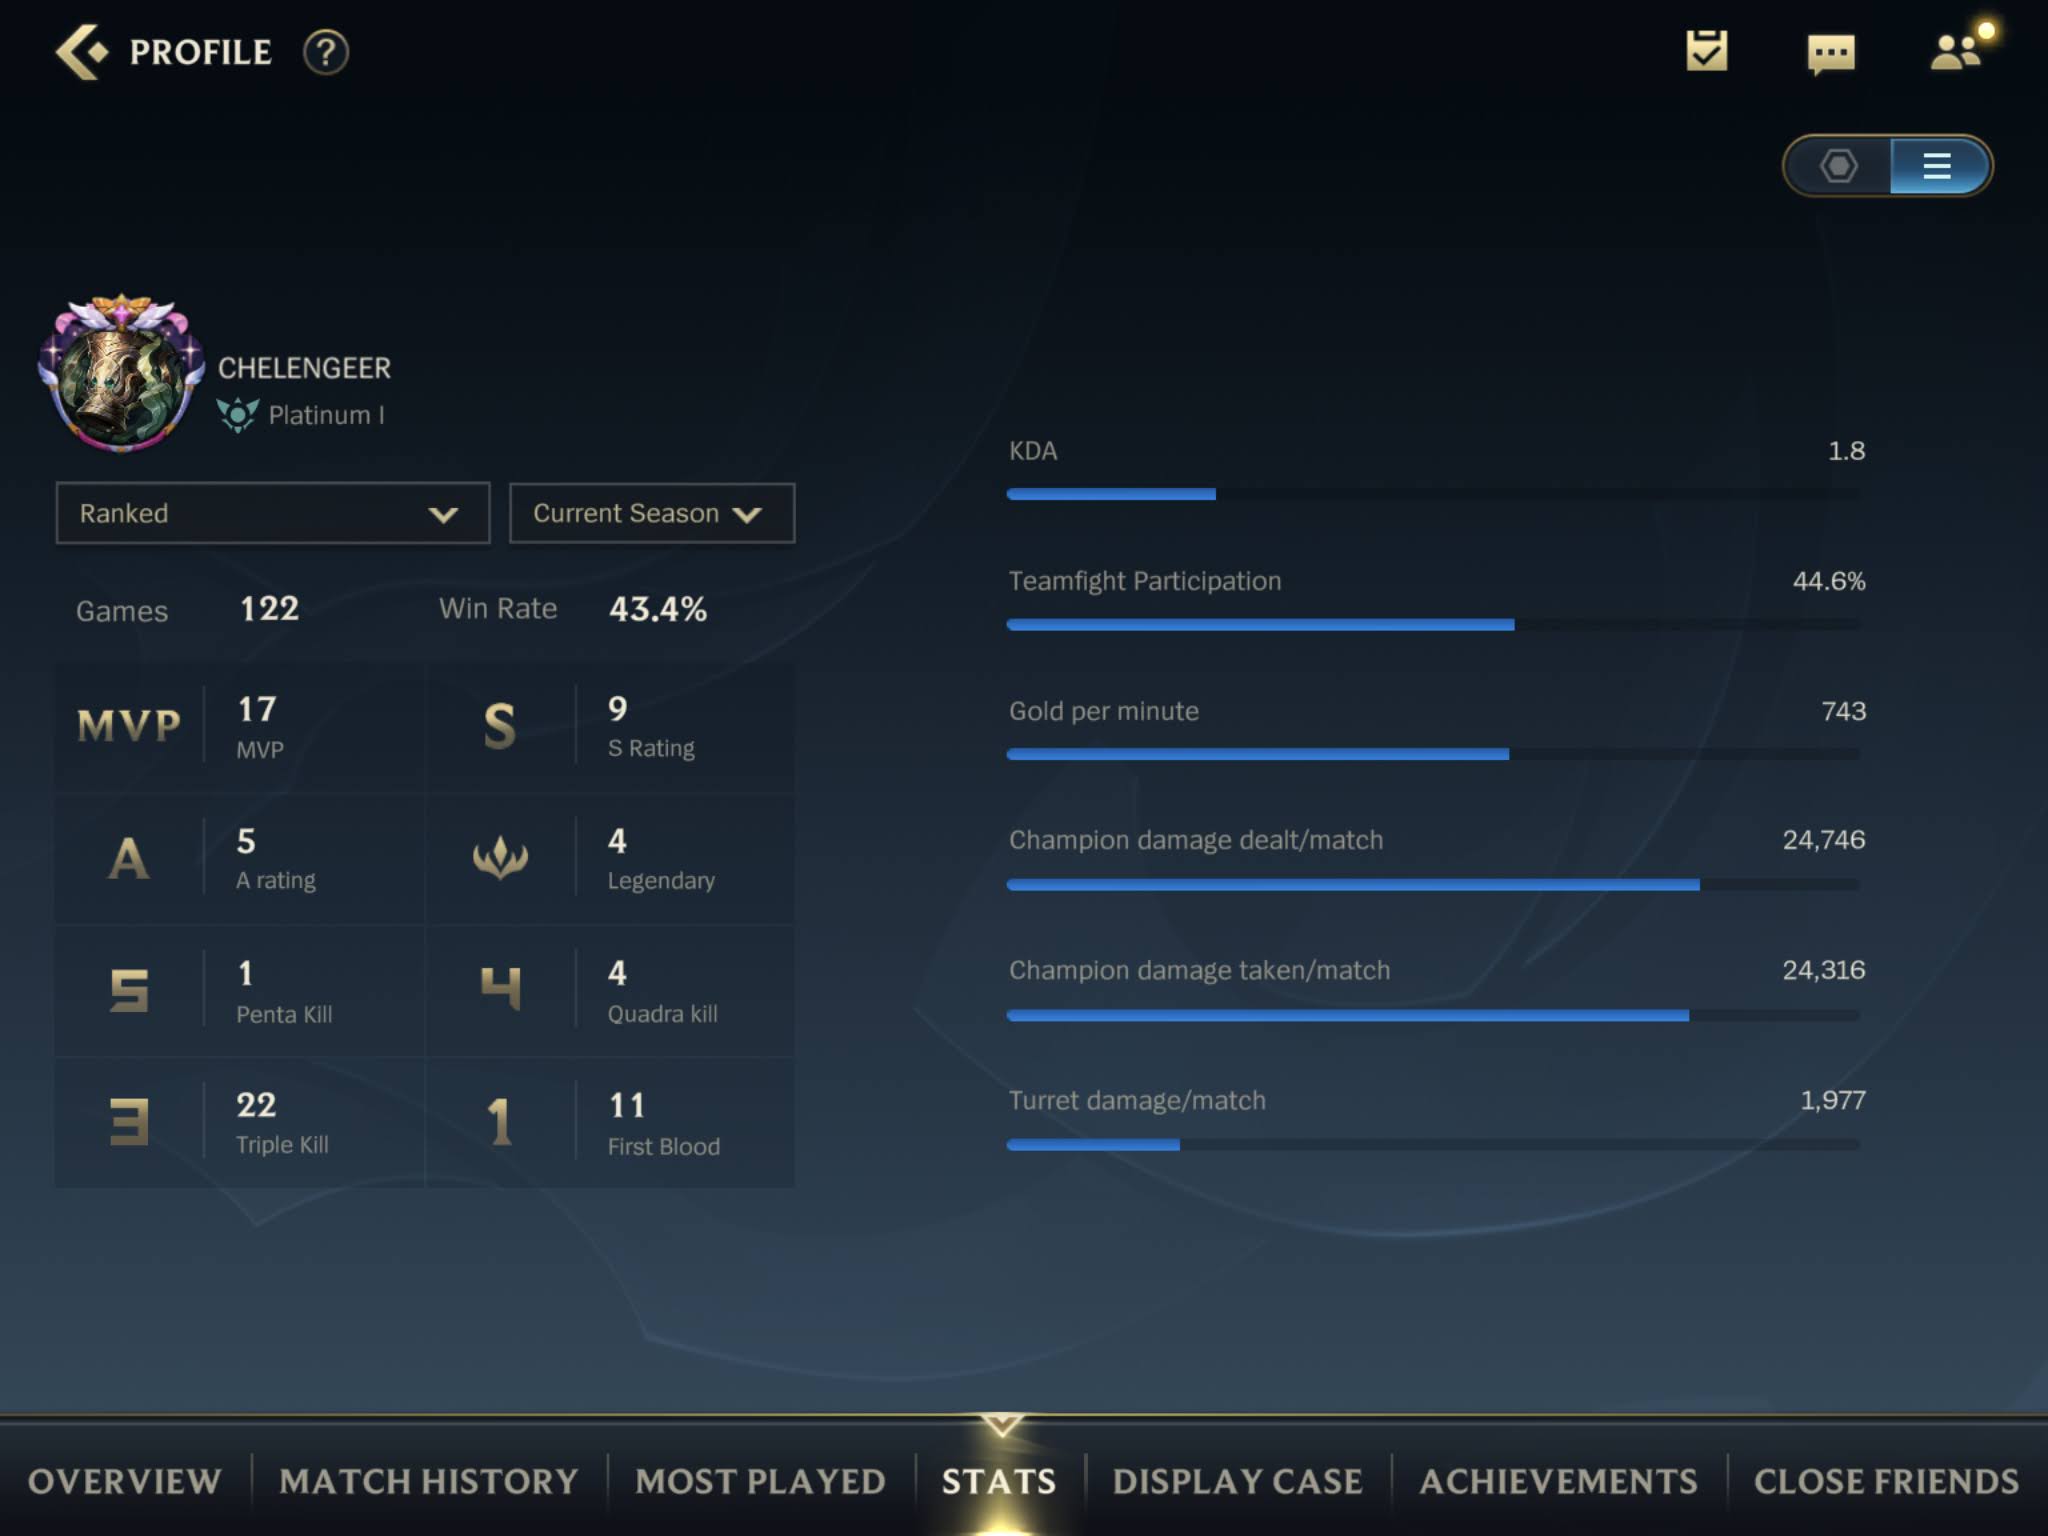 PROFILE ?
CHELENGEER
Platinum I
Ranked
Current Season
Games 122
Win Rate 43.4%
MVP 17 MVP
S 9 S Rating
A 5 A rating
4 Legendary
5 1 Penta Kill
4 4 Quadra kill
3 22 Triple Kill
1 11 First Blood
KDA 1.8
Teamfight Participation 44.6%
Gold per minute 743
Champion damage dealt/match 24,746
Champion damage taken/match 24,316
Turret damage/match 1,977
OVERVIEW MATCH HISTORY MOST PLAYED STATS DISPLAY CASE ACHIEVEMENTS CLOSE FRIENDS